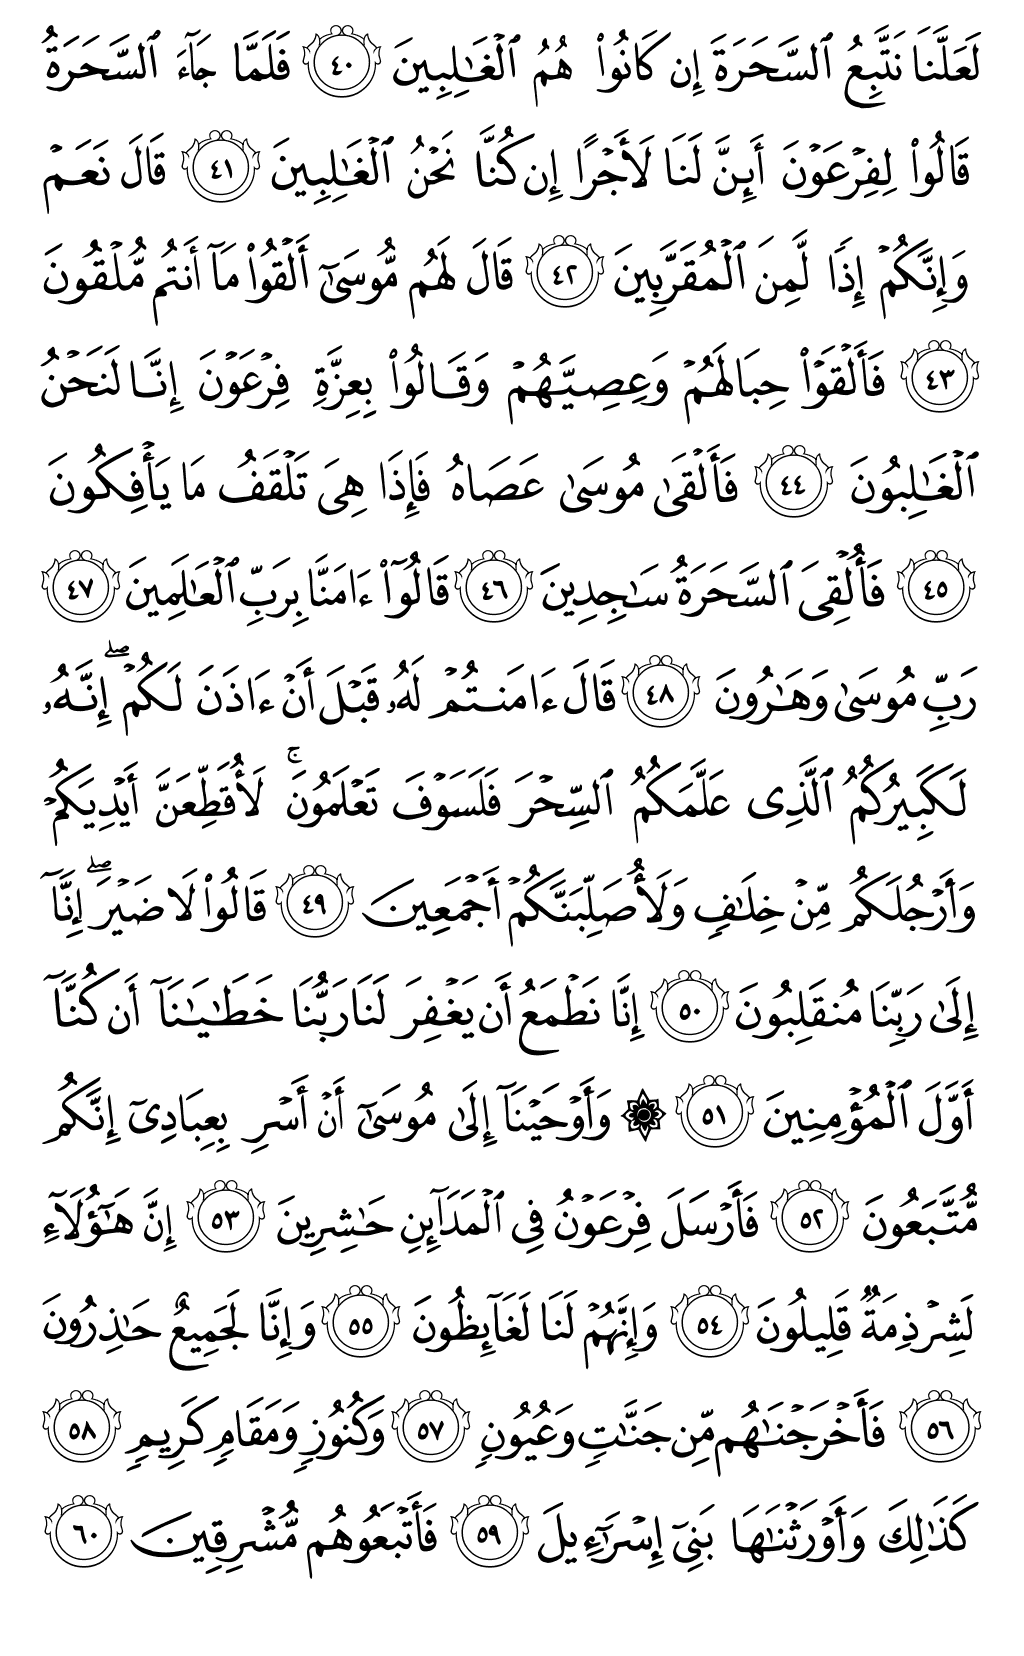 لَعَلَّنَا نَتَّبِعُ ٱلسَّحَرَةَ إِن كَانُوا۟ هُمُ ٱلْغَـٰلِبِينَ ٤٠ فَلَمَّا جَآءَ ٱلسَّحَرَةُ
قَالُوا۟ لِفِرْعَوْنَ أَئِنَّ لَنَا لَأَجْرًا إِن كُنَّا نَحْنُ ٱلْغَـٰلِبِينَ ٤١ قَالَ نَعَمْ
وَإِنَّكُمْ إِذًا لَّمِنَ ٱلْمُقَرَّبِينَ ٤٢ قَالَ لَهُم مُّوسَىٰٓ أَلْقُوا۟ مَآ أَنتُم مُّلْقُونَ
٤٣ فَأَلْقَوْا۟ حِبَالَهُمْ وَعِصِيَّهُمْ وَقَالُوا۟ بِعِزَّةِ فِرْعَوْنَ إِنَّا لَنَحْنُ
ٱلْغَـٰلِبُونَ ٤٤ فَأَلْقَىٰ مُوسَىٰ عَصَاهُ فَإِذَا هِىَ تَلْقَفُ مَا يَأْفِكُونَ
٤٥ فَأُلْقِىَ ٱلسَّحَرَةُ سَـٰجِدِينَ ٤٦ قَالُوٓا۟ ءَامَنَّا بِرَبِّ ٱلْعَـٰلَمِينَ ٤٧
رَبِّ مُوسَىٰ وَهَـٰرُونَ ٤٨ قَالَ ءَامَنتُمْ لَهُۥ قَبْلَ أَنْ ءَاذَنَ لَكُمْ ۖ إِنَّهُۥ
لَكَبِيرُكُمُ ٱلَّذِى عَلَّمَكُمُ ٱلسِّحْرَ فَلَسَوْفَ تَعْلَمُونَ ۚ لَأُقَطِّعَنَّ أَيْدِيَكُمْ
وَأَرْجُلَكُم مِّنْ خِلَـٰفٍ وَلَأُصَلِّبَنَّكُمْ أَجْمَعِينَ ٤٩ قَالُوا۟ لَا ضَيْرَ ۖ إِنَّآ
إِلَىٰ رَبِّنَا مُنقَلِبُونَ ٥٠ إِنَّا نَطْمَعُ أَن يَغْفِرَ لَنَا رَبُّنَا خَطَـٰيَـٰنَآ أَن كُنَّآ
أَوَّلَ ٱلْمُؤْمِنِينَ ٥١ ۞ وَأَوْحَيْنَآ إِلَىٰ مُوسَىٰٓ أَنْ أَسْرِ بِعِبَادِىٓ إِنَّكُم
مُّتَّبَعُونَ ٥٢ فَأَرْسَلَ فِرْعَوْنُ فِى ٱلْمَدَآئِنِ حَـٰشِرِينَ ٥٣ إِنَّ هَـٰٓؤُلَآءِ
لَشِرْذِمَةٌ قَلِيلُونَ ٥٤ وَإِنَّهُمْ لَنَا لَغَآئِظُونَ ٥٥ وَإِنَّا لَجَمِيعٌ حَـٰذِرُونَ
٥٦ فَأَخْرَجْنَـٰهُم مِّن جَنَّـٰتٍ وَعُيُونٍ ٥٧ وَكُنُوزٍ وَمَقَامٍ كَرِيمٍ ٥٨
كَذَٰلِكَ وَأَوْرَثْنَـٰهَا بَنِىٓ إِسْرَٰٓءِيلَ ٥٩ فَأَتْبَعُوهُم مُّشْرِقِينَ ٦٠